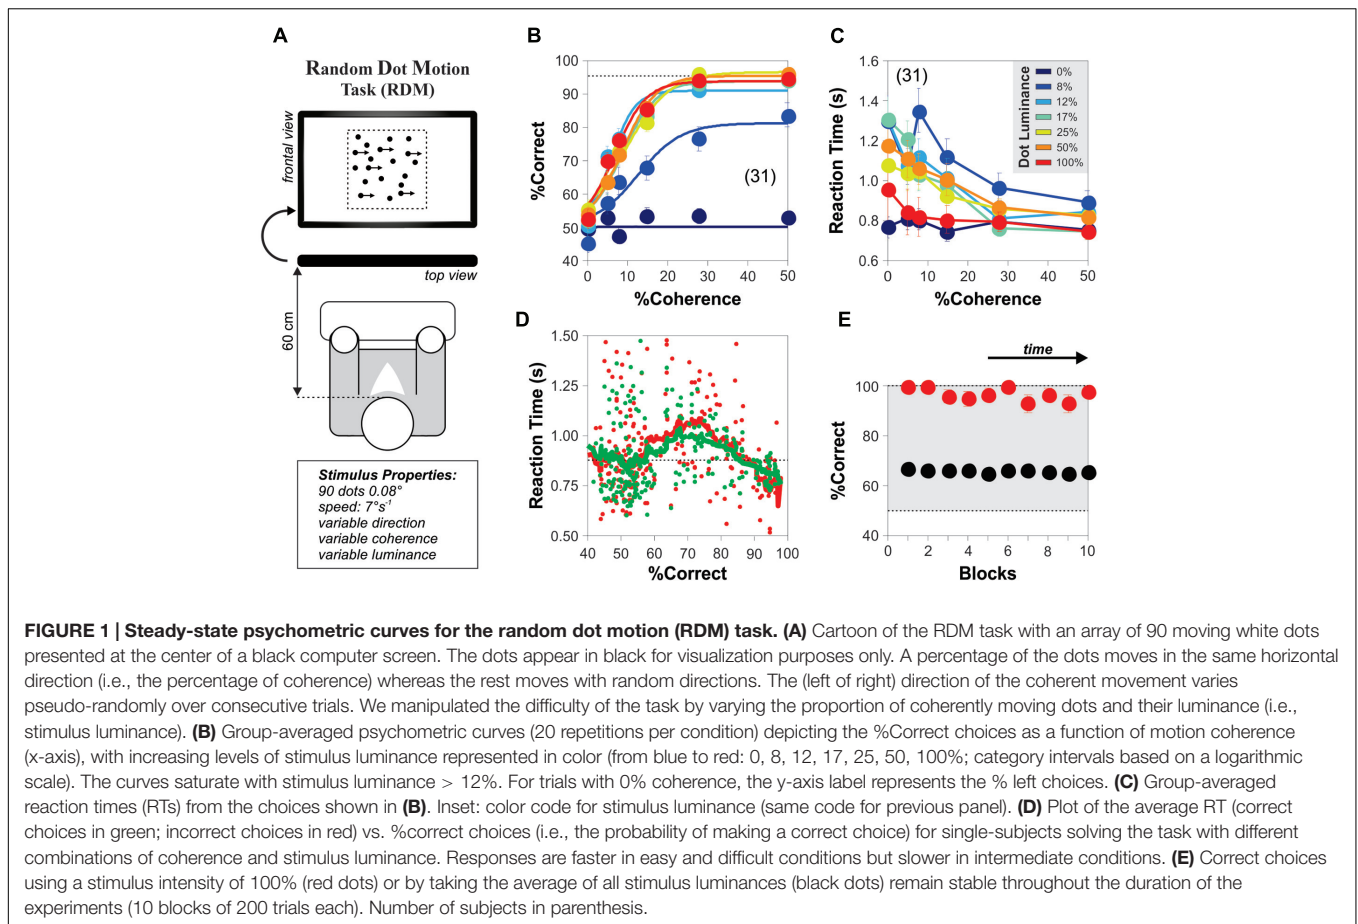 A
Random Dot Motion
Task (RDM)
frontal view
top view
60 cm
Stimulus Properties:
90 dots 0.08°
speed: 7°s⁻¹
variable direction
variable coherence
variable luminance
B
100
90
80
70
60
50
40
%Correct
(31)
0 10 20 30 40 50
%Coherence
C
1.6
1.4
1.2
1.0
0.8
0.6
Reaction Time (s)
(31)
Dot Luminance
0%
8%
12%
17%
25%
50%
100%
0 10 20 30 40 50
%Coherence
D
1.50
1.25
1.00
0.75
0.50
Reaction Time (s)
40 50 60 70 80 90 100
%Correct
E
time
100
80
60
40
%Correct
0 2 4 6 8 10
Blocks
FIGURE 1 | Steady-state psychometric curves for the random dot motion (RDM) task. (A) Cartoon of the RDM task with an array of 90 moving white dots
presented at the center of a black computer screen. The dots appear in black for visualization purposes only. A percentage of the dots moves in the same horizontal
direction (i.e., the percentage of coherence) whereas the rest moves with random directions. The (left of right) direction of the coherent movement varies
pseudo-randomly over consecutive trials. We manipulated the difficulty of the task by varying the proportion of coherently moving dots and their luminance (i.e.,
stimulus luminance). (B) Group-averaged psychometric curves (20 repetitions per condition) depicting the %Correct choices as a function of motion coherence
(x-axis), with increasing levels of stimulus luminance represented in color (from blue to red: 0, 8, 12, 17, 25, 50, 100%; category intervals based on a logarithmic
scale). The curves saturate with stimulus luminance > 12%. For trials with 0% coherence, the y-axis label represents the % left choices. (C) Group-averaged
reaction times (RTs) from the choices shown in (B). Inset: color code for stimulus luminance (same code for previous panel). (D) Plot of the average RT (correct
choices in green; incorrect choices in red) vs. %correct choices (i.e., the probability of making a correct choice) for single-subjects solving the task with different
combinations of coherence and stimulus luminance. Responses are faster in easy and difficult conditions but slower in intermediate conditions. (E) Correct choices
using a stimulus intensity of 100% (red dots) or by taking the average of all stimulus luminances (black dots) remain stable throughout the duration of the
experiments (10 blocks of 200 trials each). Number of subjects in parenthesis.